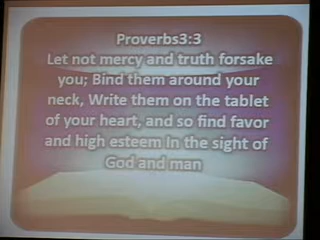 Proverbs3:3
Let not mercy and truth forsake
you; Bind them around your
neck, Write them on the tablet
of your heart, and so find favor
and high esteem In the sight of
God and man